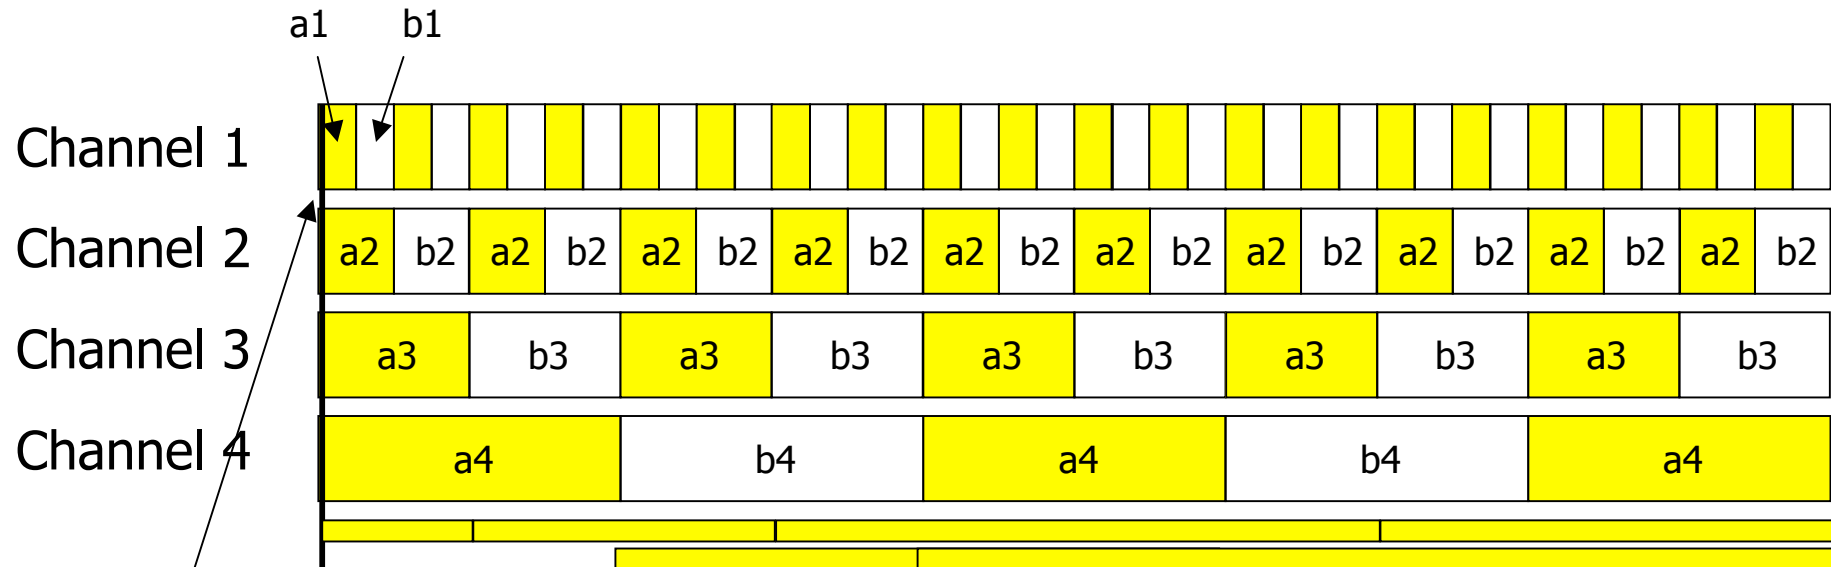 a1 b1
Channel 1
Channel 2 a2 b2 a2 b2 a2 b2 a2 b2 a2 b2 a2 b2 a2 b2 a2 b2 a2 b2 a2 b2
Channel 3 a3 b3 a3 b3 a3 b3 a3 b3 a3 b3
Channel 4 a4 b4 a4 b4 a4